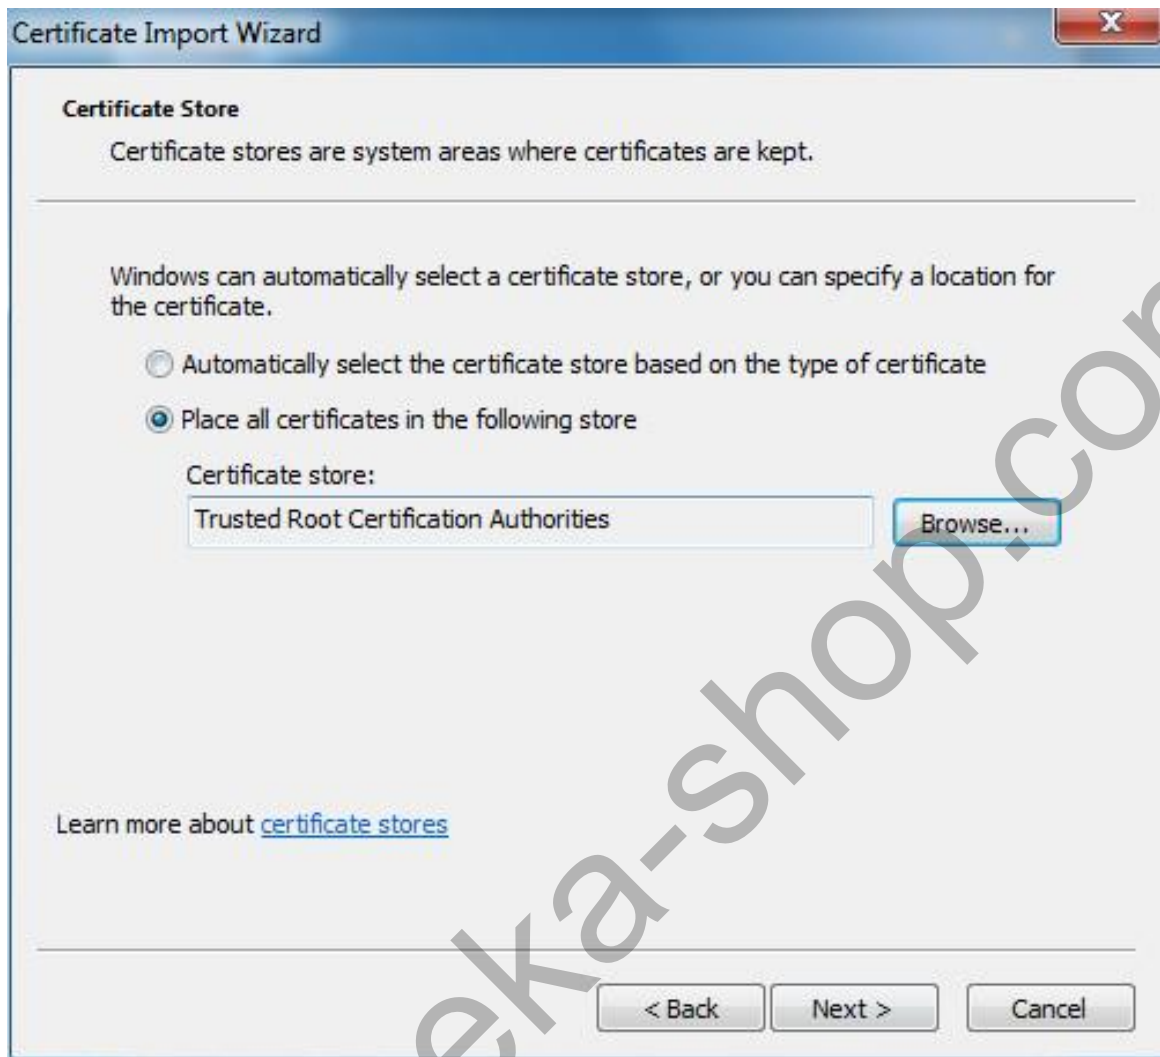 Certificate Import Wizard
X
Certificate Store
Certificate stores are system areas where certificates are kept.
Windows can automatically select a certificate store, or you can specify a location for
the certificate.
Automatically select the certificate store based on the type of certificate
Place all certificates in the following store
Certificate store:
Trusted Root Certification Authorities
Browse...
Learn more about certificate stores
< Back
Next >
Cancel
eka-shop.com